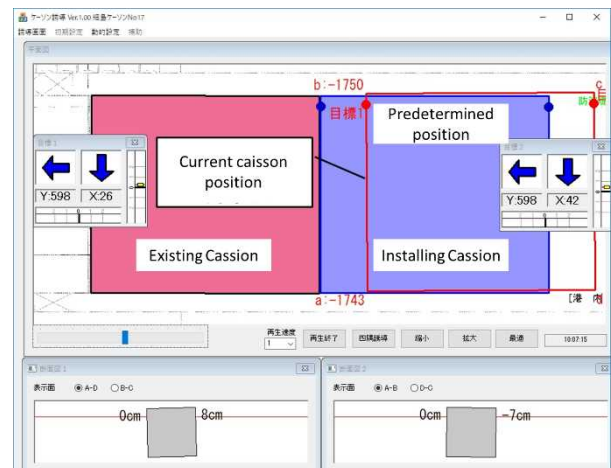 ケーソン誘導 Ver.1.00 細島ケーソンNo17
誘導画面 初期設定 動的設定 補助
平面図
b:-1750
c
目標1
防
Predetermined
position
目標1
目標2
Current caisson
position
Y:598 X:26
Y:598 X:42
Existing Cassion
Installing Cassion
a:-1743
d
[港 内
再生速度
1
再生終了
四隅誘導
縮小
拡大
最適
10:87:15
断面図1
断面図2
表示面 A-D B-C
表示面 A-B D-C
0cm 8cm
0cm -7cm